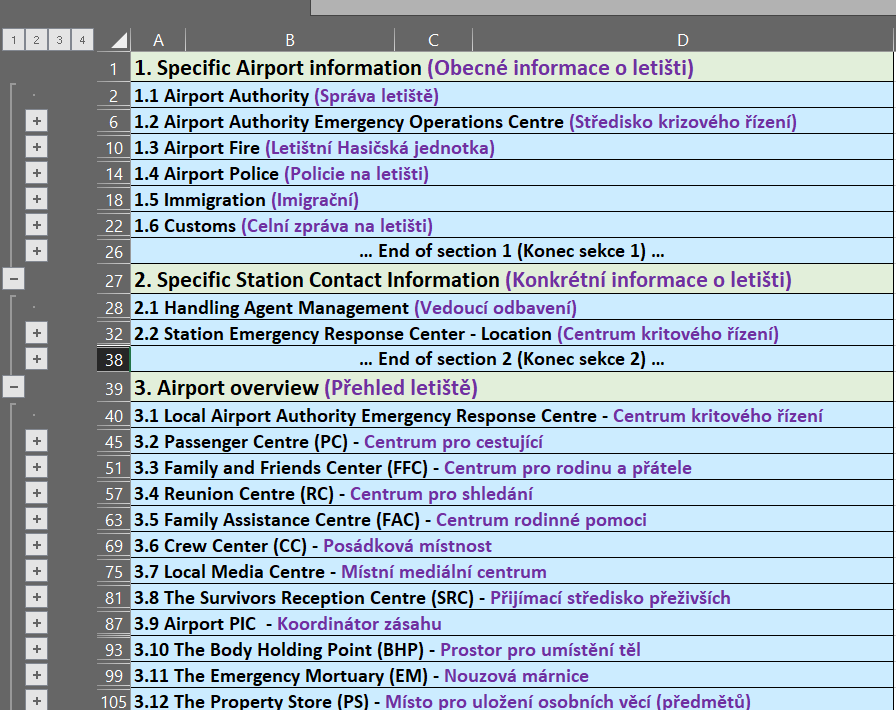 1 2 3 4
A B C D
1 1. Specific Airport information (Obecné informace o letišti)
2 1.1 Airport Authority (Správa letiště)
6 1.2 Airport Authority Emergency Operations Centre (Středisko krizového řízení)
10 1.3 Airport Fire (Letištní Hasičská jednotka)
14 1.4 Airport Police (Policie na letišti)
18 1.5 Immigration (Imigrační)
22 1.6 Customs (Celní zpráva na letišti)
26 ... End of section 1 (Konec sekce 1) ...
27 2. Specific Station Contact Information (Konkrétní informace o letišti)
28 2.1 Handling Agent Management (Vedoucí odbavení)
32 2.2 Station Emergency Response Center - Location (Centrum kritového řízení)
38 ... End of section 2 (Konec sekce 2) ...
39 3. Airport overview (Přehled letiště)
40 3.1 Local Airport Authority Emergency Response Centre - Centrum kritového řízení
45 3.2 Passenger Centre (PC) - Centrum pro cestující
51 3.3 Family and Friends Center (FFC) - Centrum pro rodinu a přátele
57 3.4 Reunion Centre (RC) - Centrum pro shledání
63 3.5 Family Assistance Centre (FAC) - Centrum rodinné pomoci
69 3.6 Crew Center (CC) - Posádková místnost
75 3.7 Local Media Centre - Místní mediální centrum
81 3.8 The Survivors Reception Centre (SRC) - Přijímací středisko přeživších
87 3.9 Airport PIC - Koordinátor zásahu
93 3.10 The Body Holding Point (BHP) - Prostor pro umístění těl
99 3.11 The Emergency Mortuary (EM) - Nouzová márnice
105 3.12 The Property Store (PS) - Místo pro uložení osobních věcí (předmětů)